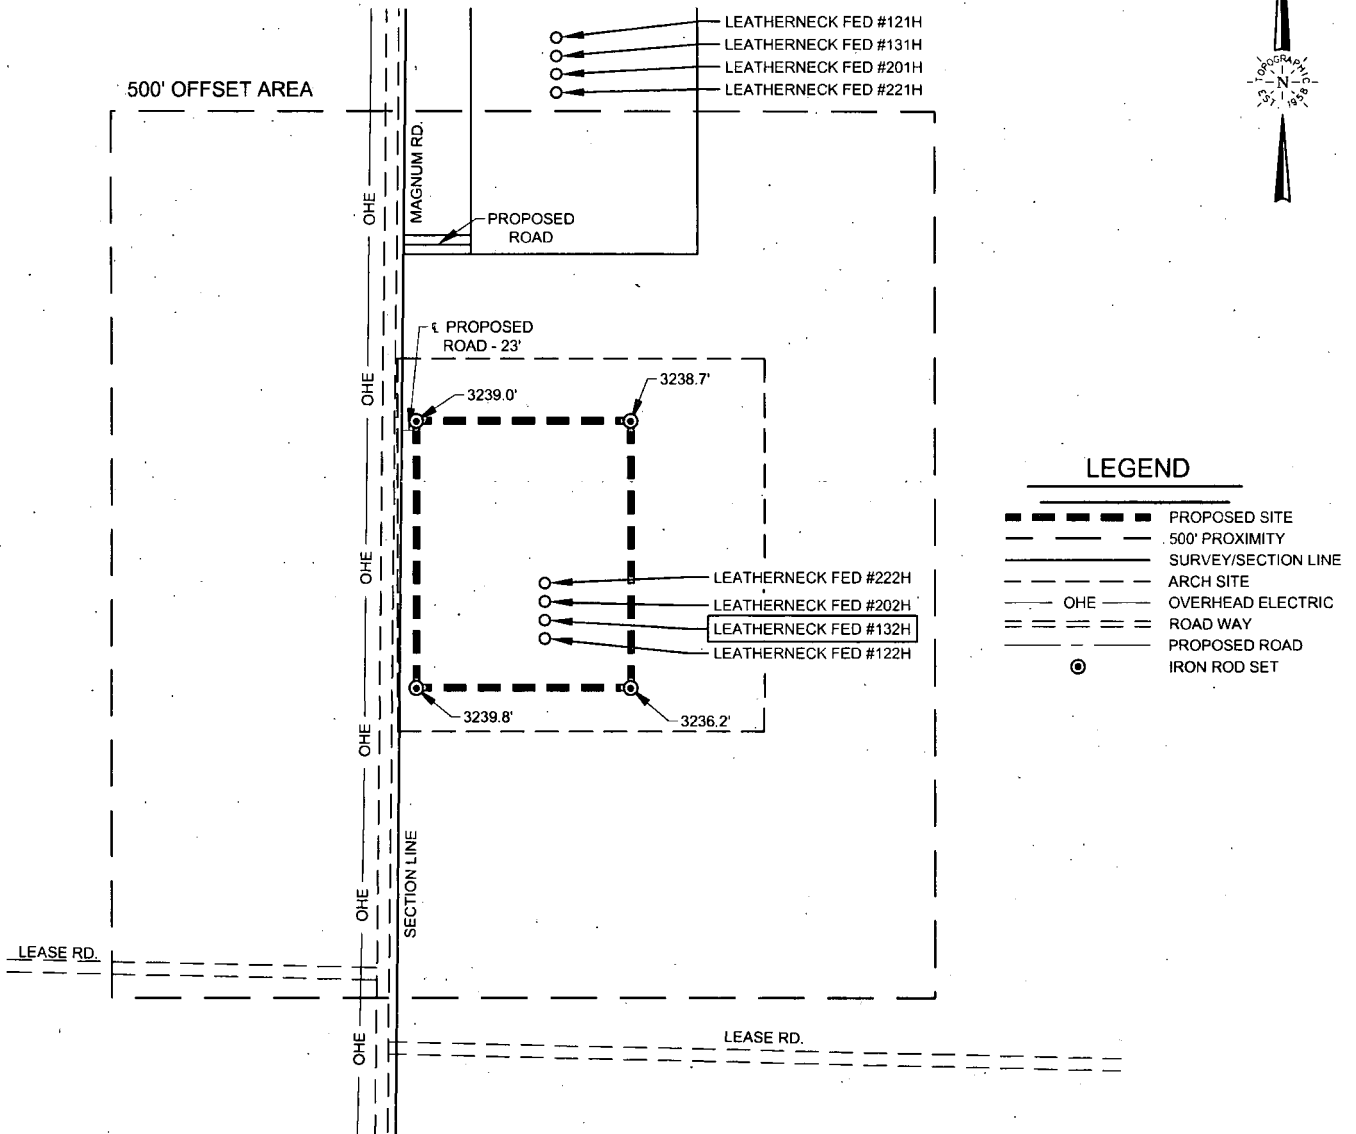 LEATHERNECK FED #121H
LEATHERNECK FED #131H
LEATHERNECK FED #201H
LEATHERNECK FED #221H
TOPOGRAPHIC
N
EST. 1958
500' OFFSET AREA
MAGNUM RD.
OHE
PROPOSED
ROAD
℄ PROPOSED
ROAD - 23'
OHE
3239.0'
3238.7'
LEGEND
PROPOSED SITE
500' PROXIMITY
SURVEY/SECTION LINE
ARCH SITE
OHE OVERHEAD ELECTRIC
ROAD WAY
PROPOSED ROAD
IRON ROD SET
OHE
LEATHERNECK FED #222H
LEATHERNECK FED #202H
LEATHERNECK FED #132H
LEATHERNECK FED #122H
3239.8'
3236.2'
OHE
SECTION LINE
OHE
LEASE RD.
OHE
LEASE RD.